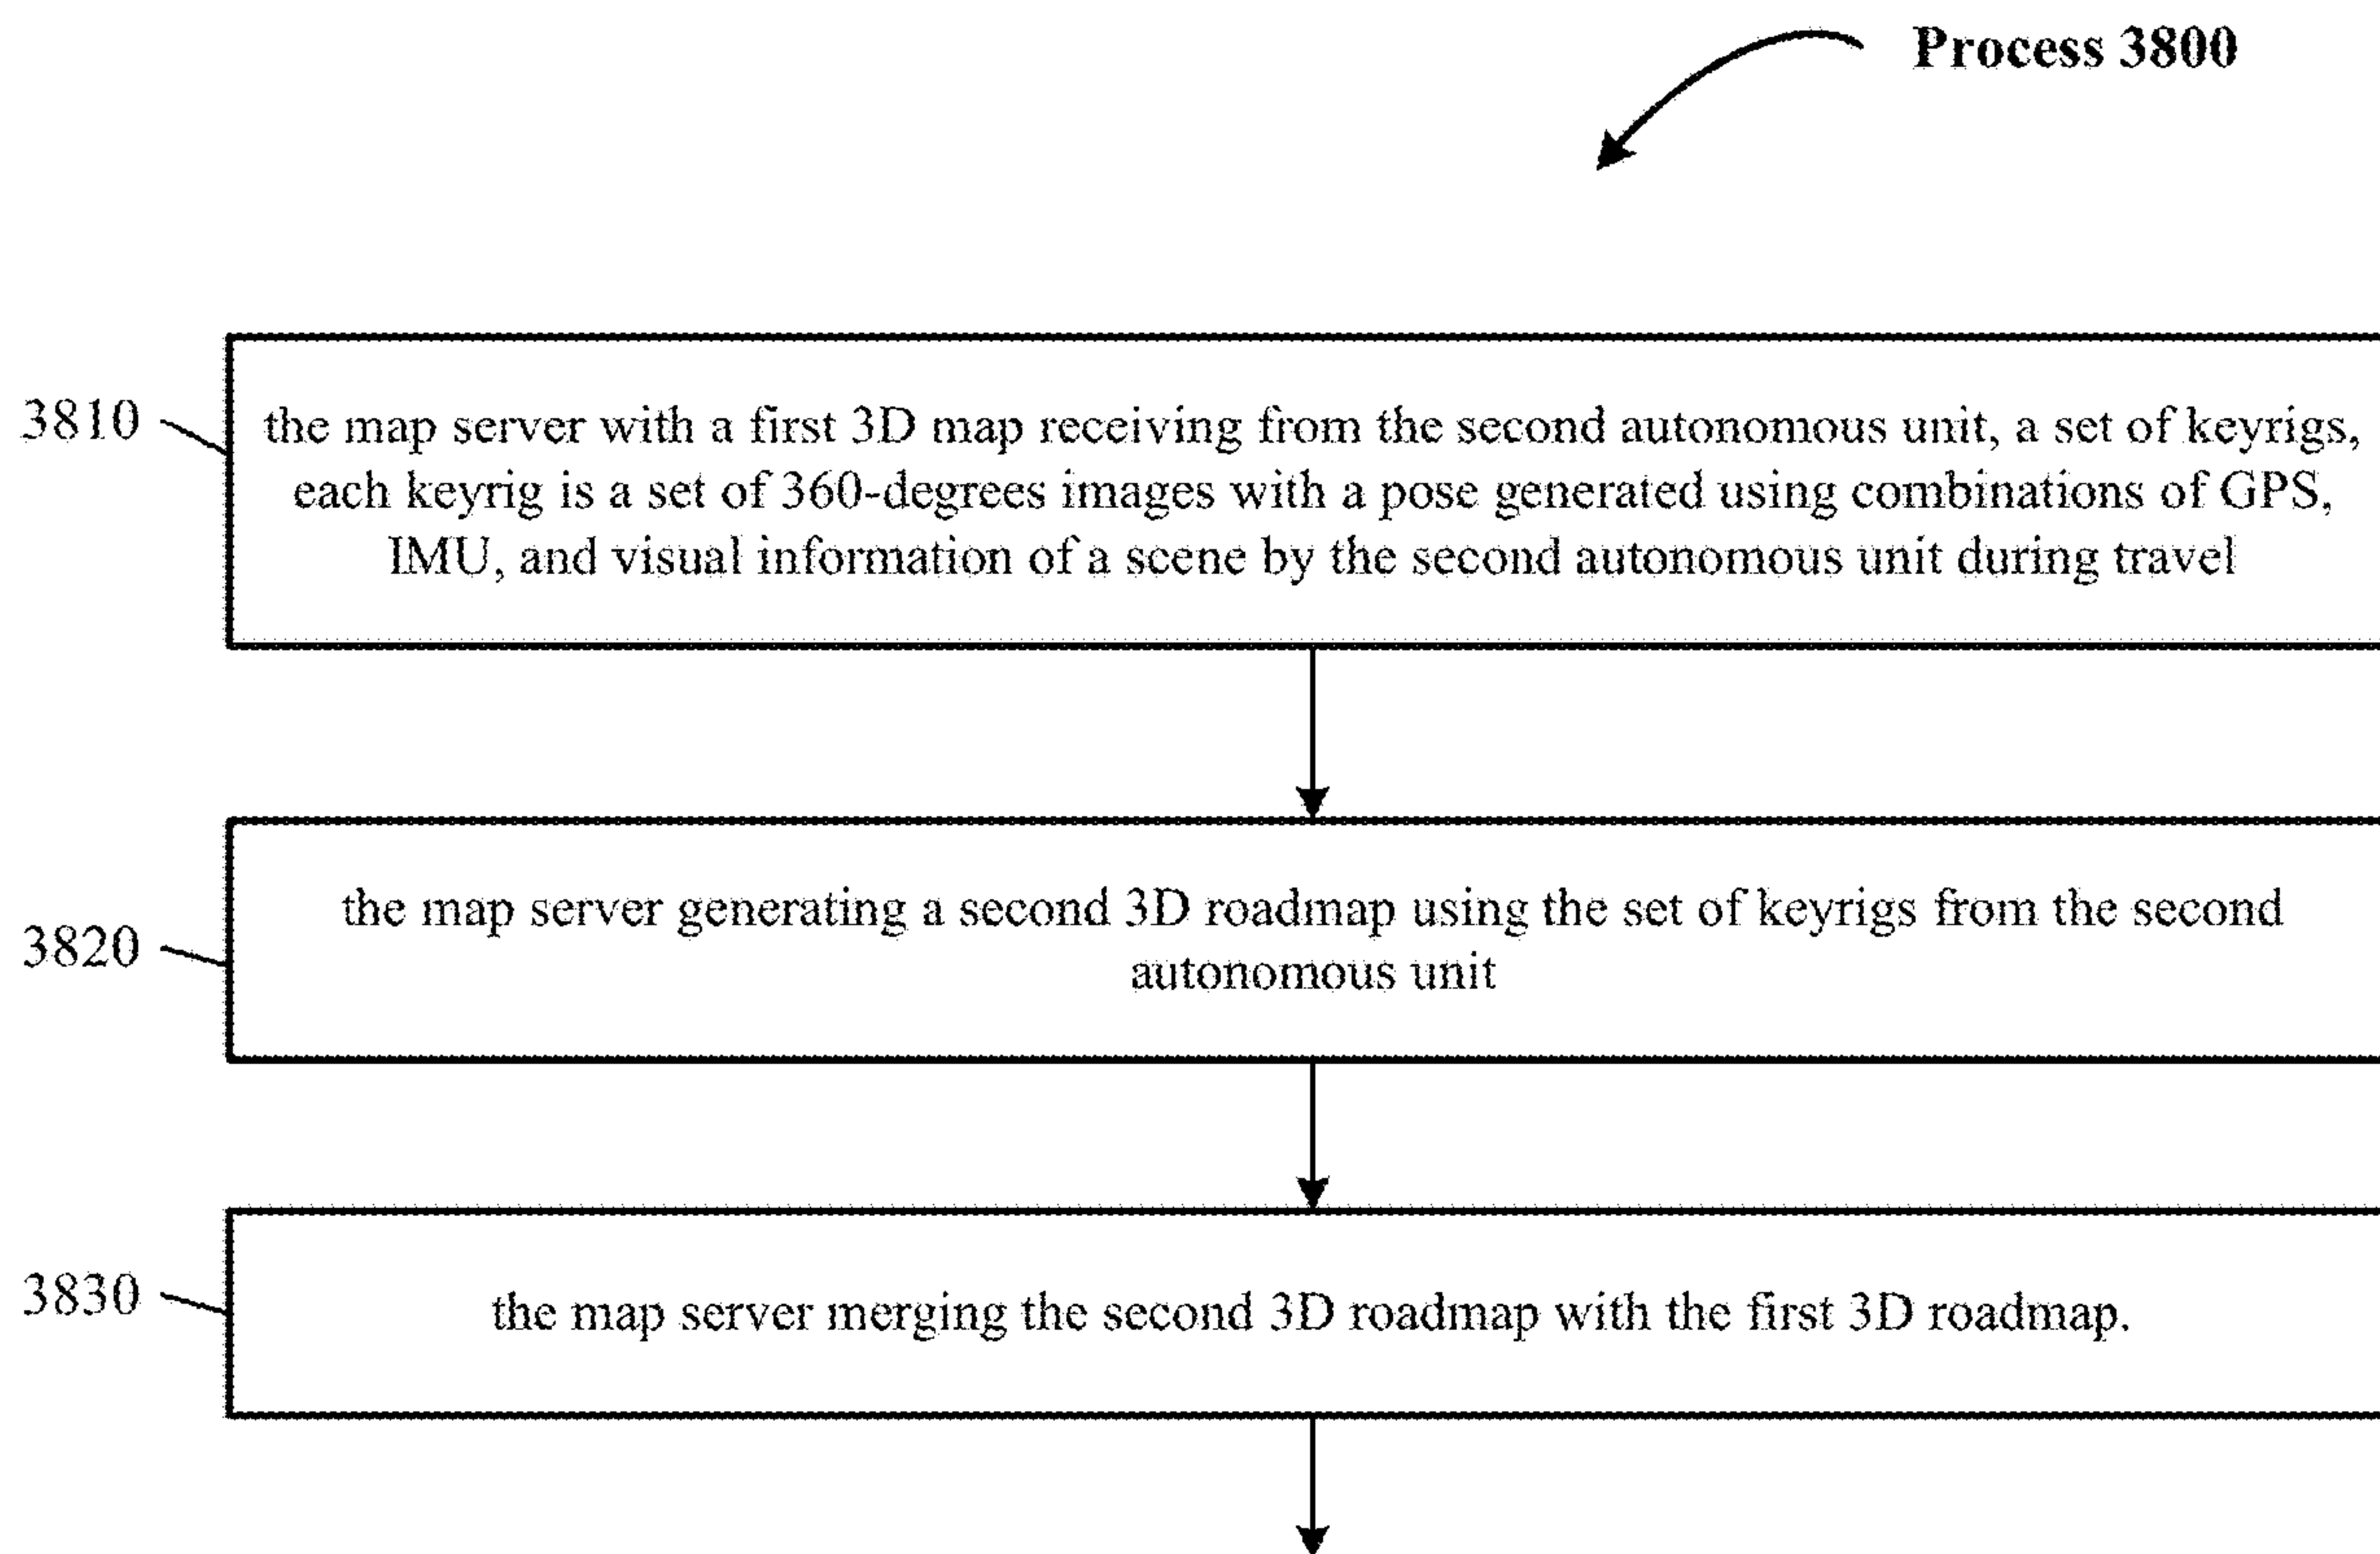 Process 3800
3810
the map server with a first 3D map receiving from the second autonomous unit, a set of keyrigs,
each keyrig is a set of 360-degrees images with a pose generated using combinations of GPS,
IMU, and visual information of a scene by the second autonomous unit during travel
3820
the map server generating a second 3D roadmap using the set of keyrigs from the second
autonomous unit
3830
the map server merging the second 3D roadmap with the first 3D roadmap.